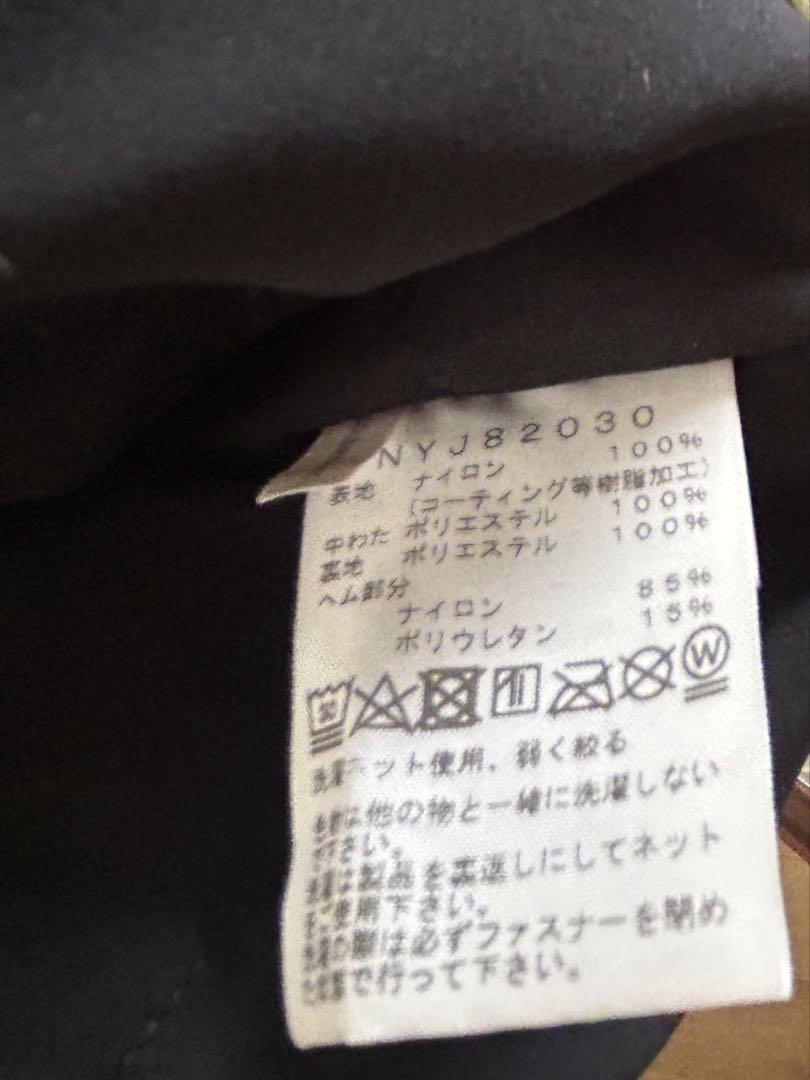 NYJ82030
表地 ナイロン 100%
(コーティング等樹脂加工)
中わた ポリエステル 100%
裏地 ポリエステル 100%
ヘム部分
ナイロン 85%
ポリウレタン 15%
W
洗濯ネット使用、弱く絞る
は他の物と一緒に洗濯しない
下さい。
は製品を裏返しにしてネット
使用下さい。
の際は必ずファスナーを閉め
で行って下さい。